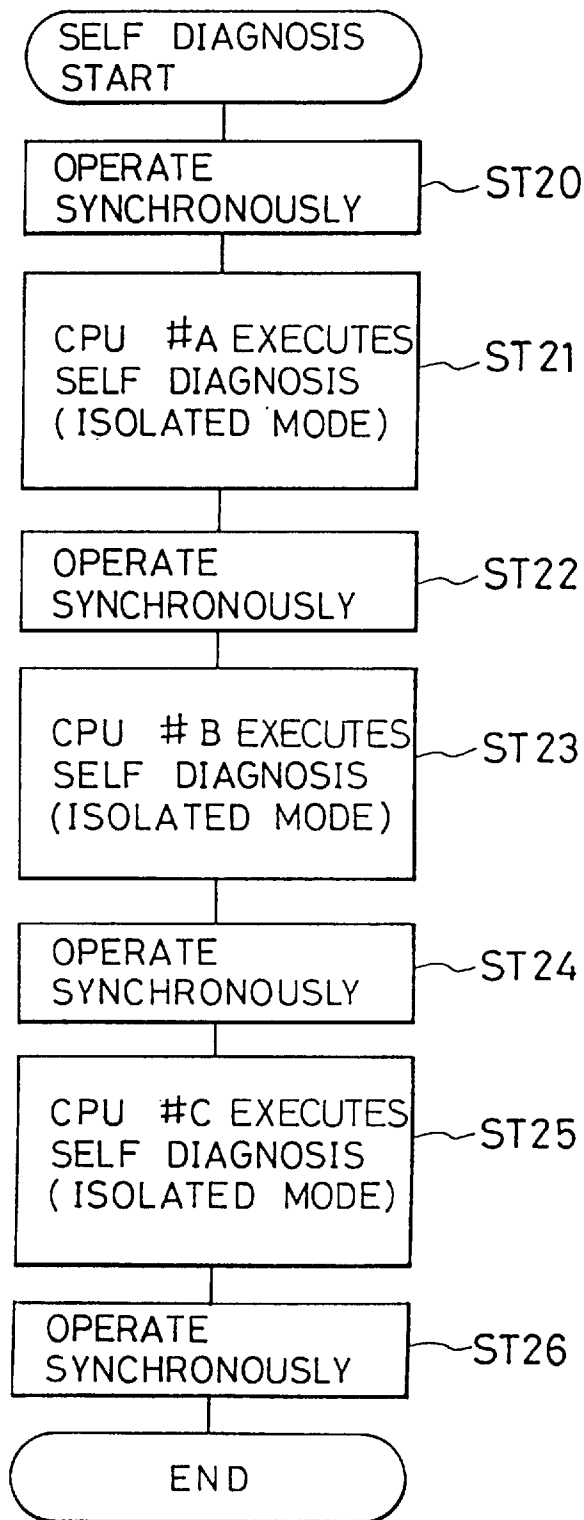 SELF DIAGNOSIS
START
OPERATE
SYNCHRONOUSLY
ST20
CPU #A EXECUTES
SELF DIAGNOSIS
(ISOLATED MODE)
ST21
OPERATE
SYNCHRONOUSLY
ST22
CPU #B EXECUTES
SELF DIAGNOSIS
(ISOLATED MODE)
ST23
OPERATE
SYNCHRONOUSLY
ST24
CPU #C EXECUTES
SELF DIAGNOSIS
(ISOLATED MODE)
ST25
OPERATE
SYNCHRONOUSLY
ST26
END